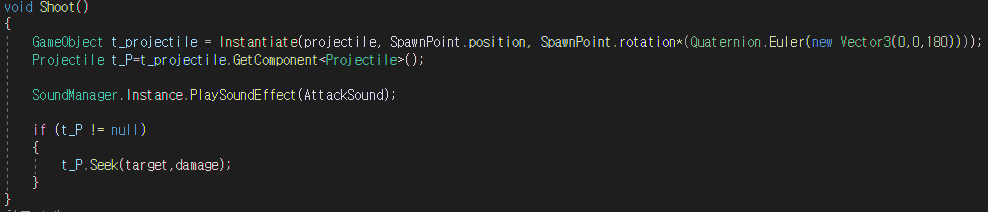 void Shoot()
{
GameObject t_projectile = Instantiate(projectile, SpawnPoint.position, SpawnPoint.rotation*(Quaternion.Euler(new Vector3(0,0,180))));
Projectile t_P=t_projectile.GetComponent<Projectile>();
SoundManager.Instance.PlaySoundEffect(AttackSound);
if (t_P != null)
{
t_P.Seek(target,damage);
}
}